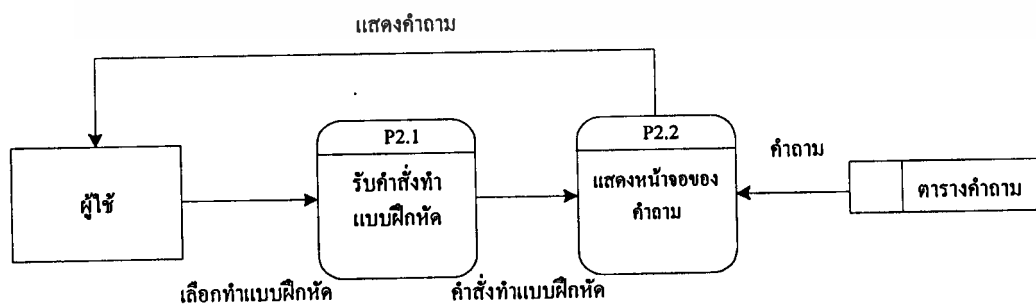 แสดงคำถาม
P2.1
P2.2
คำถาม
ผู้ใช้
รับคำสั่งทำ
แบบฝึกหัด
แสดงหน้าจอของ
คำถาม
ตารางคำถาม
เลือกทำแบบฝึกหัด
คำสั่งทำแบบฝึกหัด